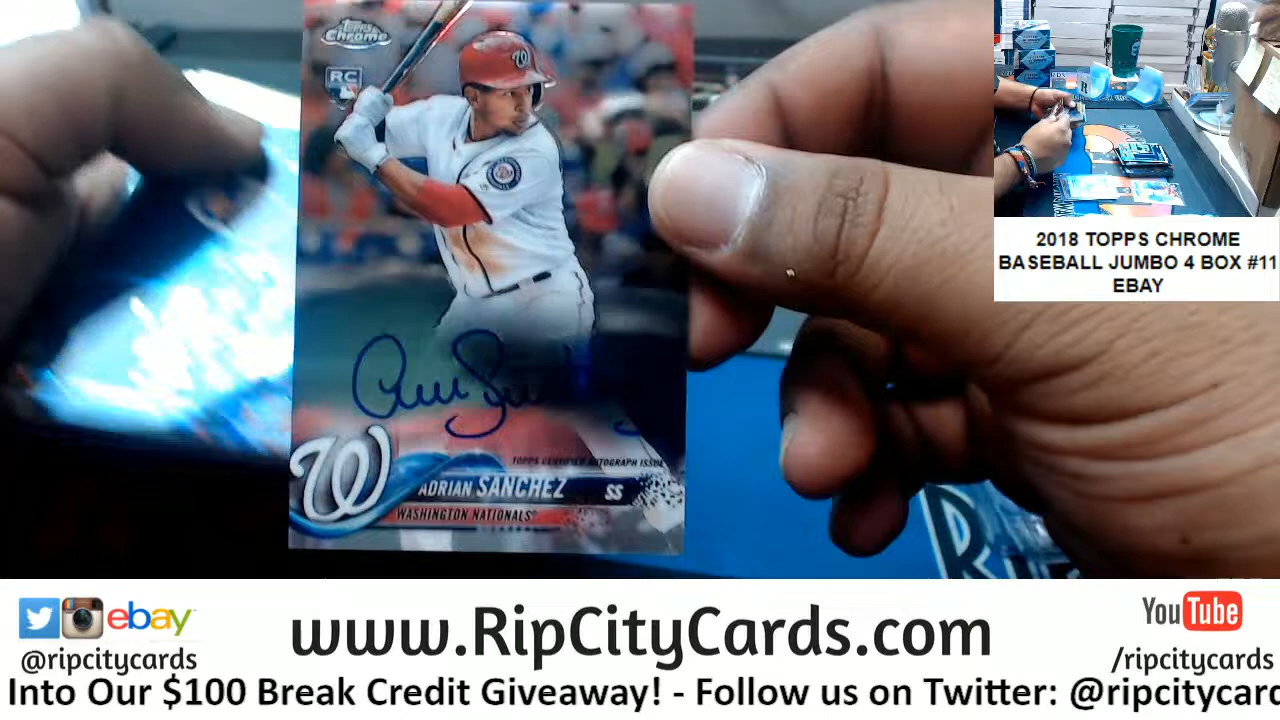 Topps
Chrome
RC
W
W
TOPPS CERTIFIED AUTOGRAPH ISSUE
ADRIAN SANCHEZ SS
WASHINGTON NATIONALS
2018 TOPPS CHROME
BASEBALL JUMBO 4 BOX #11
EBAY
ebay
@ripcitycards
www.RipCityCards.com
YouTube
/ripcitycards
Into Our $100 Break Credit Giveaway! - Follow us on Twitter: @ripcitycard